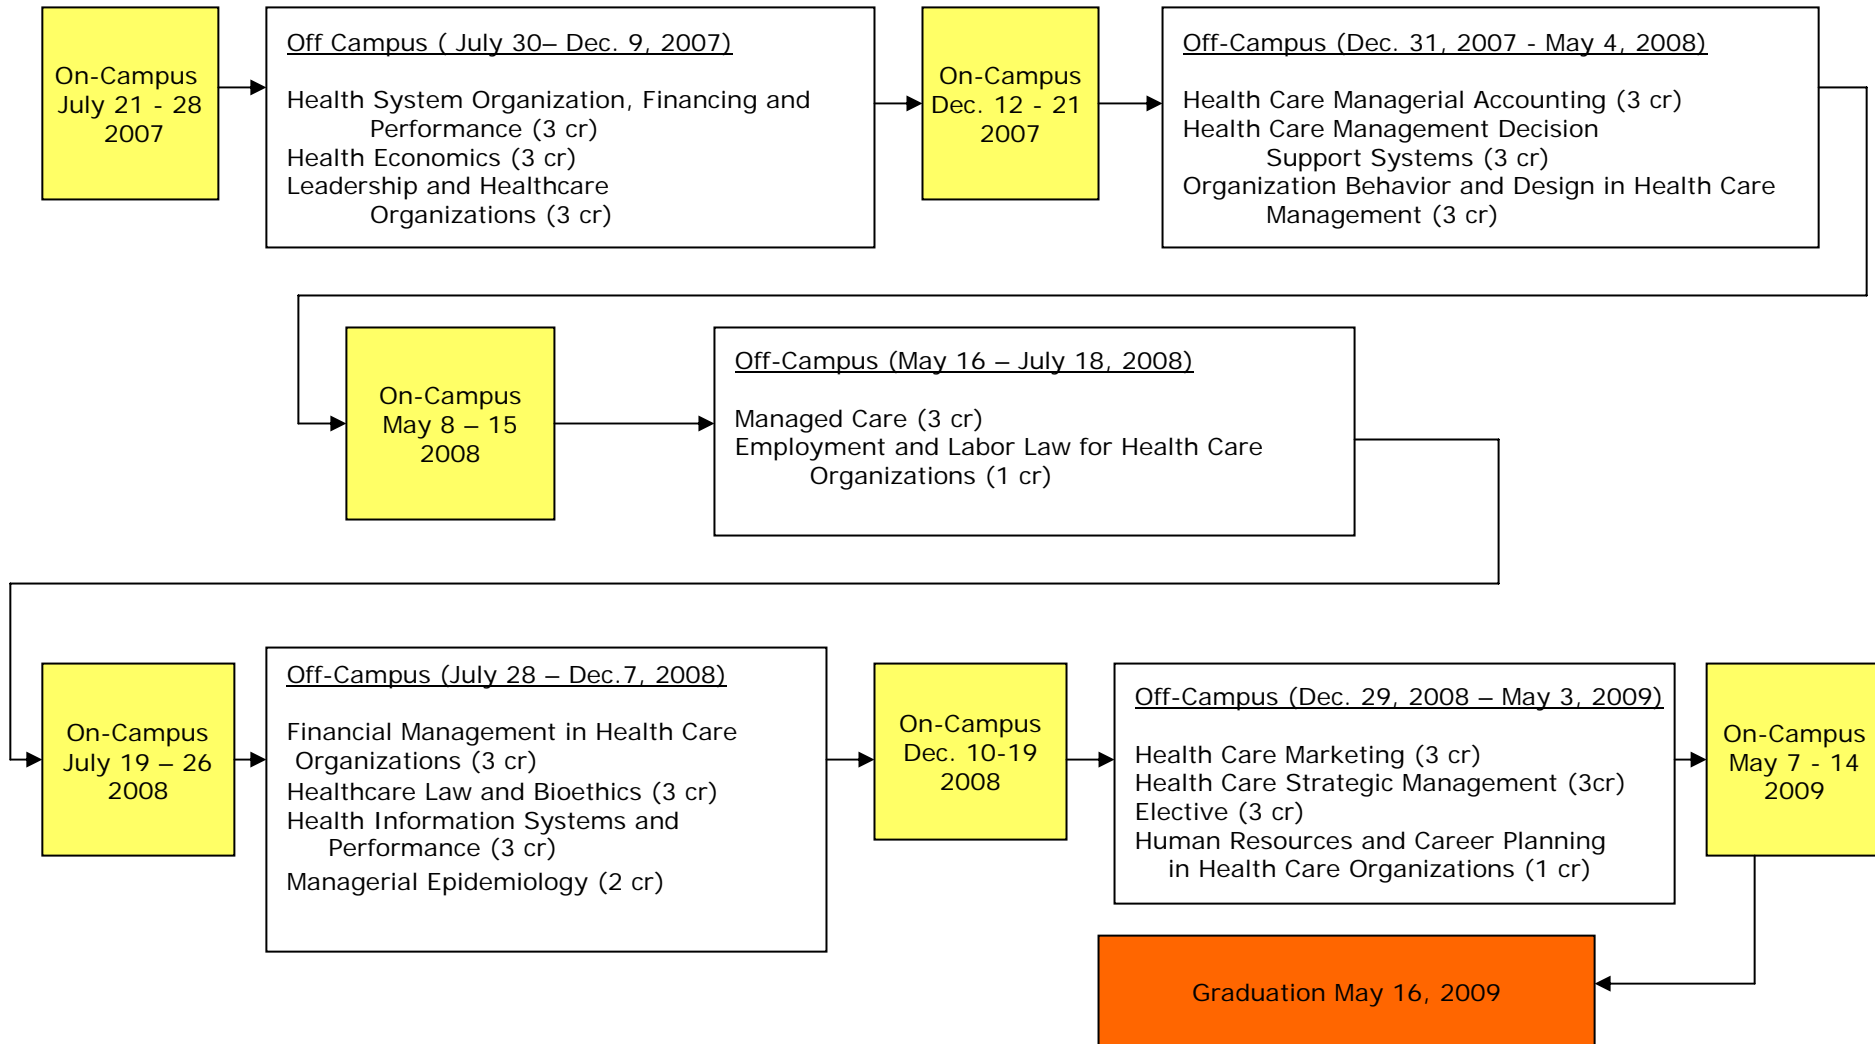 On-Campus
July 21 - 28
2007
Off Campus ( July 30– Dec. 9, 2007)
Health System Organization, Financing and
Performance (3 cr)
Health Economics (3 cr)
Leadership and Healthcare
Organizations (3 cr)
On-Campus
Dec. 12 - 21
2007
Off-Campus (Dec. 31, 2007 - May 4, 2008)
Health Care Managerial Accounting (3 cr)
Health Care Management Decision
Support Systems (3 cr)
Organization Behavior and Design in Health Care
Management (3 cr)
On-Campus
May 8 – 15
2008
Off-Campus (May 16 – July 18, 2008)
Managed Care (3 cr)
Employment and Labor Law for Health Care
Organizations (1 cr)
On-Campus
July 19 – 26
2008
Off-Campus (July 28 – Dec.7, 2008)
Financial Management in Health Care
Organizations (3 cr)
Healthcare Law and Bioethics (3 cr)
Health Information Systems and
Performance (3 cr)
Managerial Epidemiology (2 cr)
On-Campus
Dec. 10-19
2008
Off-Campus (Dec. 29, 2008 – May 3, 2009)
Health Care Marketing (3 cr)
Health Care Strategic Management (3cr)
Elective (3 cr)
Human Resources and Career Planning
in Health Care Organizations (1 cr)
On-Campus
May 7 - 14
2009
Graduation May 16, 2009